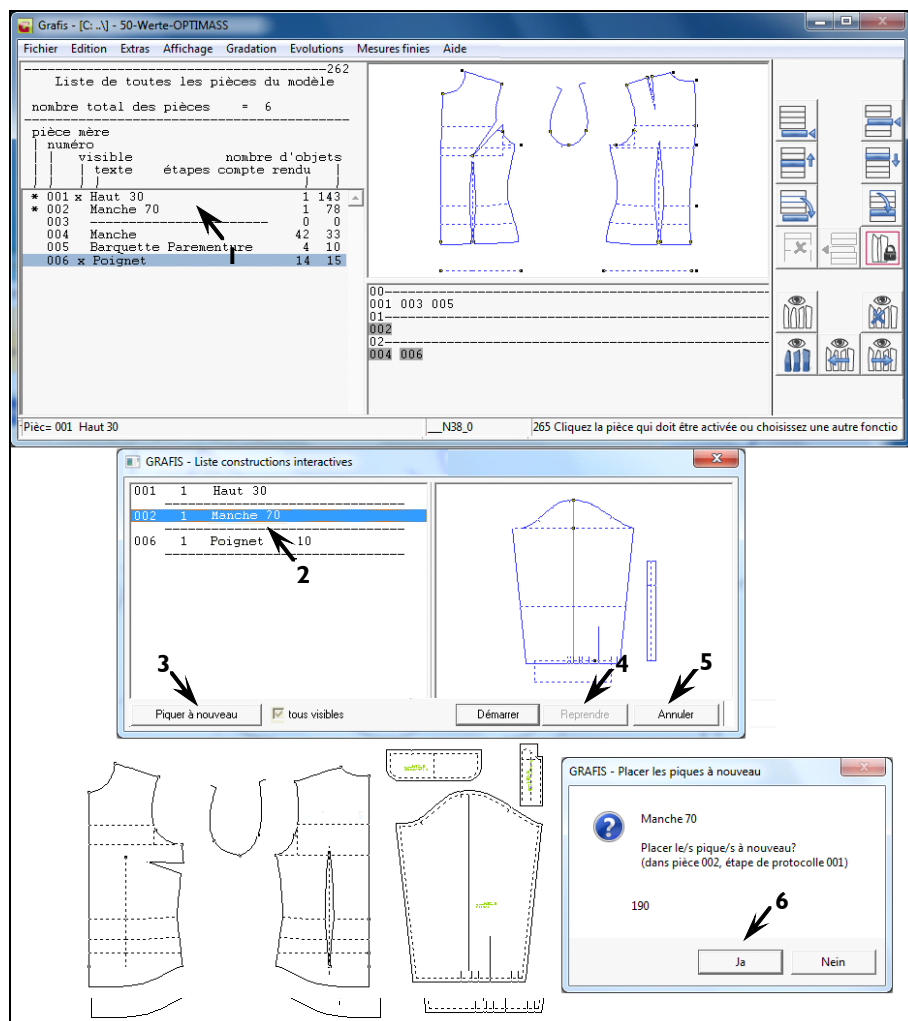 Grafis - [C: ..\] - 50-Werte-OPTIMASS
Fichier Edition Extras Affichage Gradation Evolutions Mesures finies Aide
------------------------------------262
Liste de toutes les pièces du modèle
nombre total des pièces = 6
pièce mère
numéro
visible nombre d'objets
texte étapes compte rendu
* 001 x Haut 30 1 143
* 002 Manche 70 1 78
003 --------------------- 0 0
004 Manche 42 33
005 Barquette Parementure 4 10
006 x Poignet 14 15
1
00
001 003 005
01
002
02
004 006
Pièc= 001 Haut 30 __N38_0 265 Cliquez la pièce qui doit être activée ou choisissez une autre fonctio
GRAFIS - Liste constructions interactives
001 1 Haut 30
002 1 Manche 70
006 1 Poignet 10
2
3
4
5
Piquer à nouveau tous visibles Démarrer Reprendre Annuler
GRAFIS - Placer les piques à nouveau
Manche 70
Placer le/s pique/s à nouveau?
(dans pièce 002, étape de protocolle 001)
190
6
Ja Nein